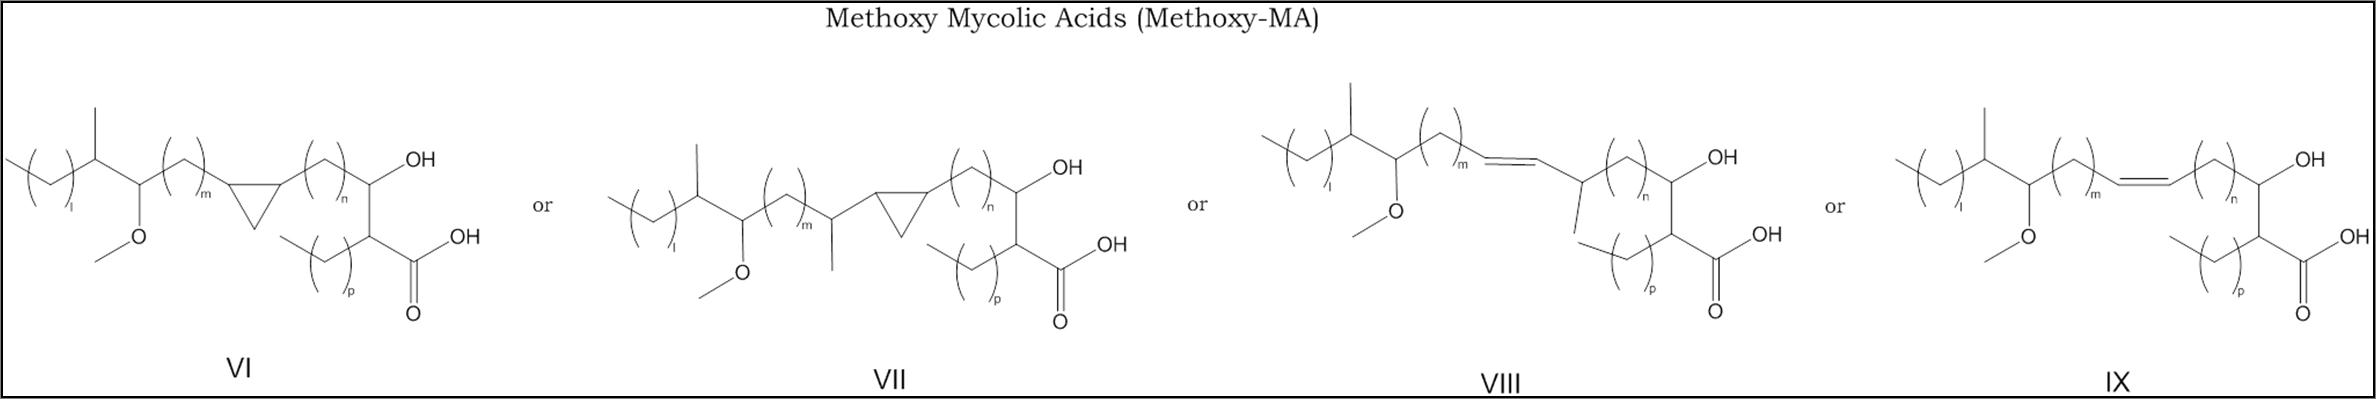 Methoxy Mycolic Acids (Methoxy-MA)
( ) l O ( ) m ( ) n OH ( ) p OH O
or
( ) l O ( ) m ( ) n OH ( ) p OH O
or
( ) l O ( ) m ( ) n OH ( ) p OH O
or
( ) l O ( ) m ( ) n OH ( ) p OH O
VI
VII
VIII
IX